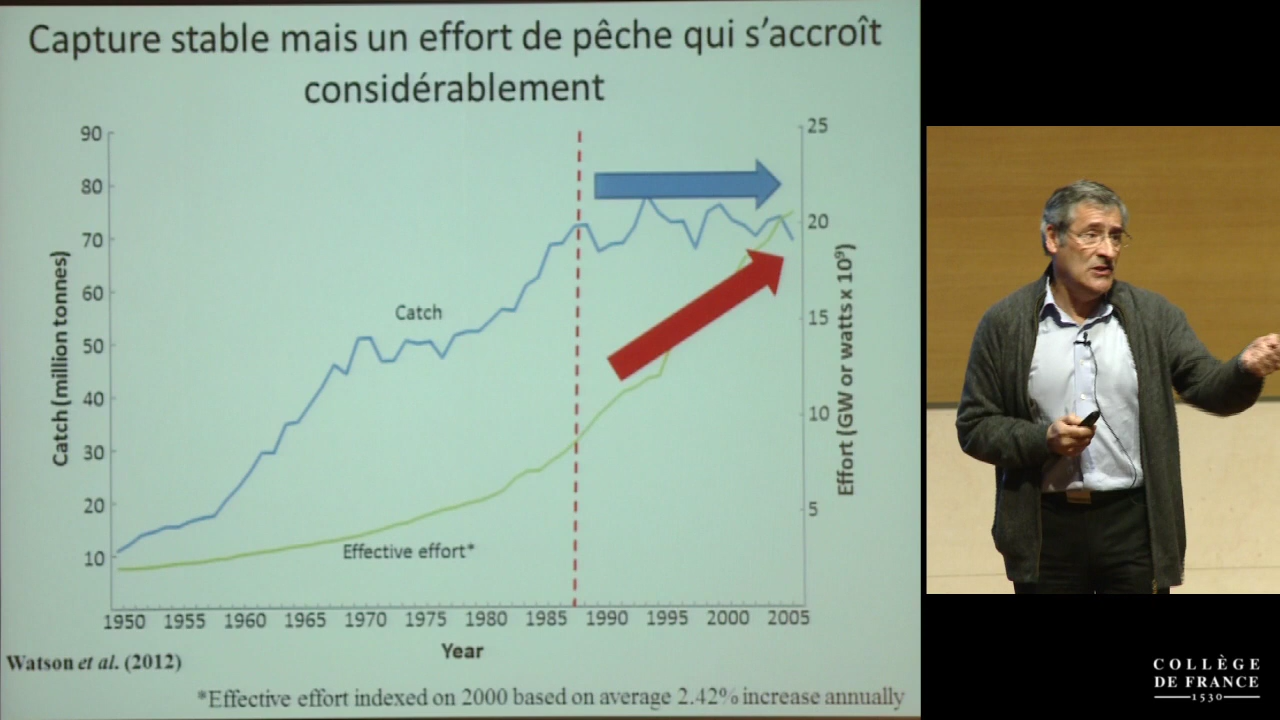 Capture stable mais un effort de pêche qui s'accroît
considérablement
90
80
70
60
50
40
30
20
10
Catch (million tonnes)
25
20
15
10
5
Effort (GW or watts x 10⁹)
Catch
Effective effort*
1950 1955 1960 1965 1970 1975 1980 1985 1990 1995 2000 2005
Year
Watson et al. (2012)
*Effective effort indexed on 2000 based on average 2.42% increase annually
COLLÈGE
DE FRANCE
1530